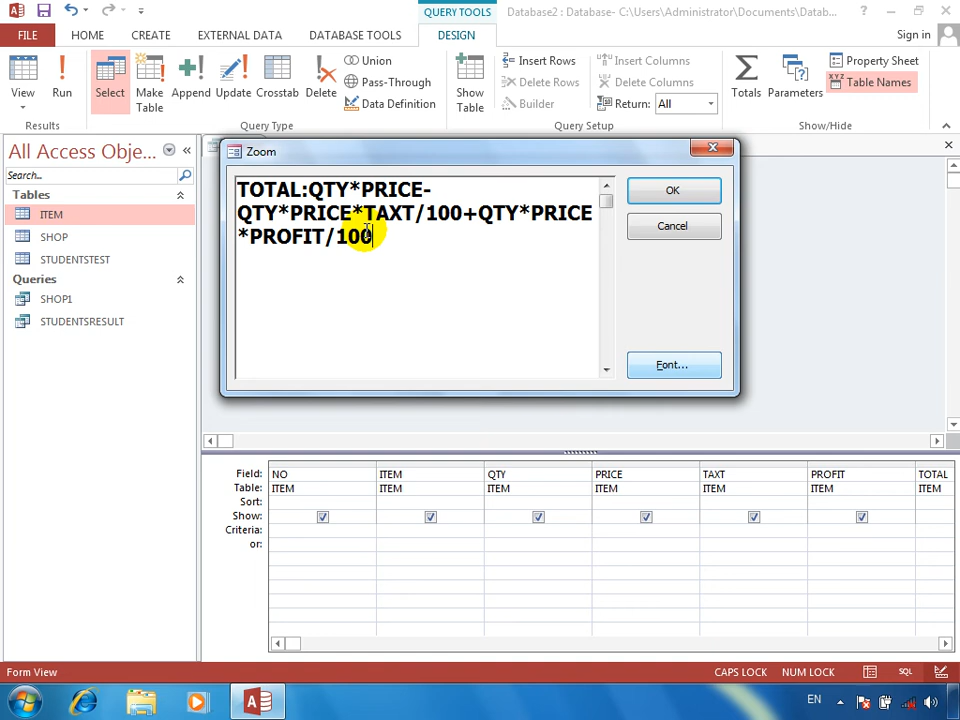 QUERY TOOLS
Database2 : Database- C:\Users\Administrator\Documents\Datab...
?
FILE
HOME
CREATE
EXTERNAL DATA
DATABASE TOOLS
DESIGN
Sign in
View
Run
Select
Make Table
Append
Update
Crosstab
Delete
Union
Pass-Through
Data Definition
Show Table
Insert Rows
Delete Rows
Builder
Insert Columns
Delete Columns
Return: All
Totals
Parameters
Property Sheet
Table Names
Results
Query Type
Query Setup
Show/Hide
All Access Obje...
Search...
Tables
ITEM
SHOP
STUDENTSTEST
Queries
SHOP1
STUDENTSRESULT
Zoom
TOTAL:QTY*PRICE-
QTY*PRICE*TAXT/100+QTY*PRICE
*PROFIT/100
OK
Cancel
Font...
Field: NO ITEM QTY PRICE TAXT PROFIT TOTAL
Table: ITEM ITEM ITEM ITEM ITEM ITEM ITEM
Sort:
Show:
Criteria:
or:
Form View
CAPS LOCK
NUM LOCK
SQL
EN